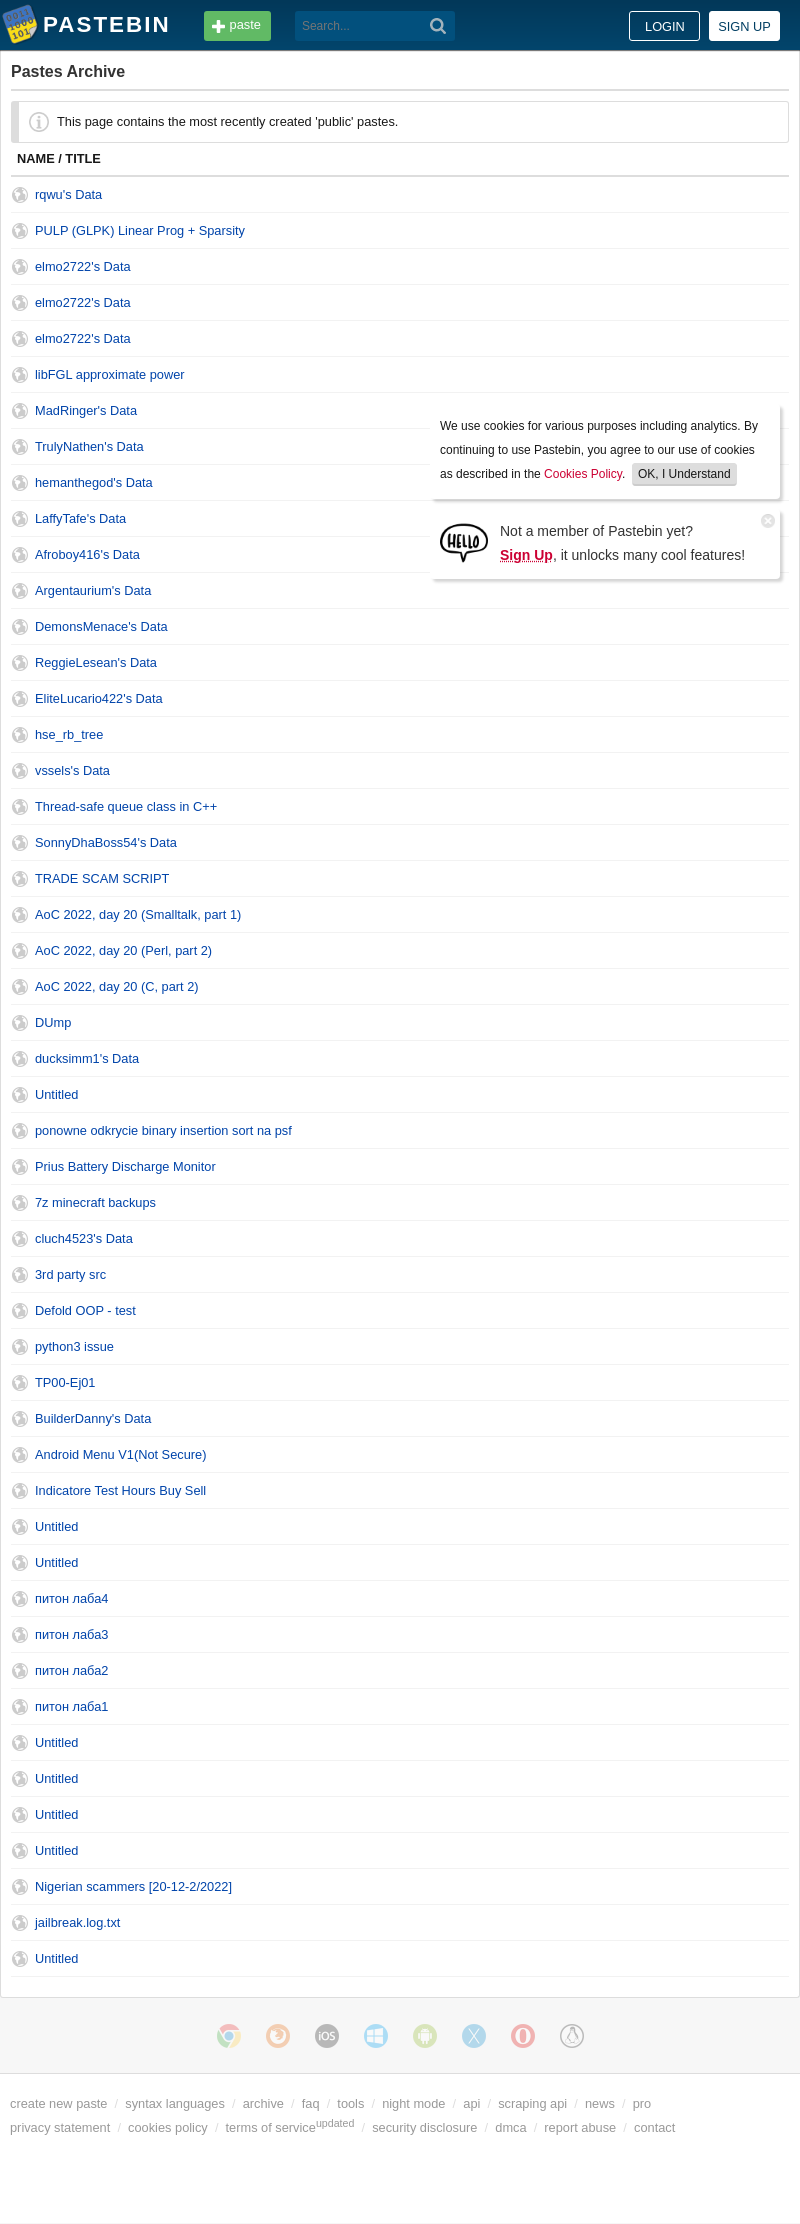 PASTEBIN paste Search... LOGIN SIGN UP
Pastes Archive
This page contains the most recently created 'public' pastes.
NAME / TITLE
rqwu's Data
PULP (GLPK) Linear Prog + Sparsity
elmo2722's Data
elmo2722's Data
elmo2722's Data
libFGL approximate power
MadRinger's Data
TrulyNathen's Data
hemanthegod's Data
LaffyTafe's Data
Afroboy416's Data
We use cookies for various purposes including analytics. By
continuing to use Pastebin, you agree to our use of cookies
as described in the Cookies Policy. OK, I Understand
HELLO
Not a member of Pastebin yet?
Sign Up, it unlocks many cool features!
Argentaurium's Data
DemonsMenace's Data
ReggieLesean's Data
EliteLucario422's Data
hse_rb_tree
vssels's Data
Thread-safe queue class in C++
SonnyDhaBoss54's Data
TRADE SCAM SCRIPT
AoC 2022, day 20 (Smalltalk, part 1)
AoC 2022, day 20 (Perl, part 2)
AoC 2022, day 20 (C, part 2)
DUmp
ducksimm1's Data
Untitled
ponowne odkrycie binary insertion sort na psf
Prius Battery Discharge Monitor
7z minecraft backups
cluch4523's Data
3rd party src
Defold OOP - test
python3 issue
TP00-Ej01
BuilderDanny's Data
Android Menu V1(Not Secure)
Indicatore Test Hours Buy Sell
Untitled
Untitled
питон лаба4
питон лаба3
питон лаба2
питон лаба1
Untitled
Untitled
Untitled
Untitled
Nigerian scammers [20-12-2/2022]
jailbreak.log.txt
Untitled
iOS
create new paste / syntax languages / archive / faq / tools / night mode / api / scraping api / news / pro
privacy statement / cookies policy / terms of service updated / security disclosure / dmca / report abuse / contact